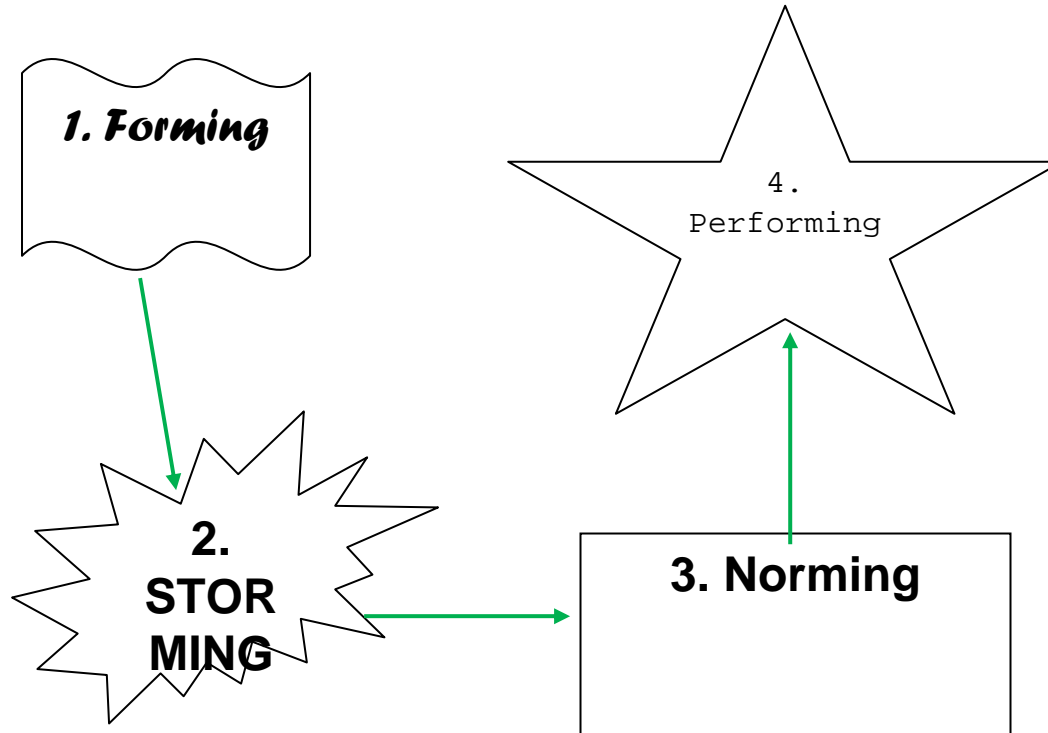 1. Forming
2.
STOR
MING
3. Norming
4.
Performing